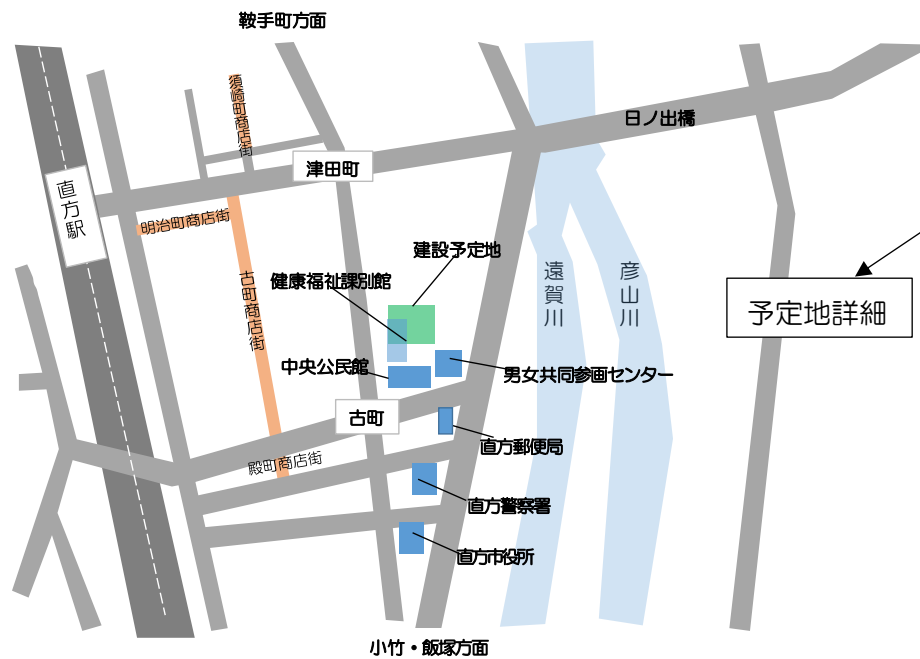 鞍手町方面
須崎町商店街
日ノ出橋
津田町
直方駅
明治町商店街
建設予定地
健康福祉課別館
古町商店街
遠賀川
彦山川
予定地詳細
中央公民館
男女共同参画センター
古町
直方郵便局
殿町商店街
直方警察署
直方市役所
小竹・飯塚方面